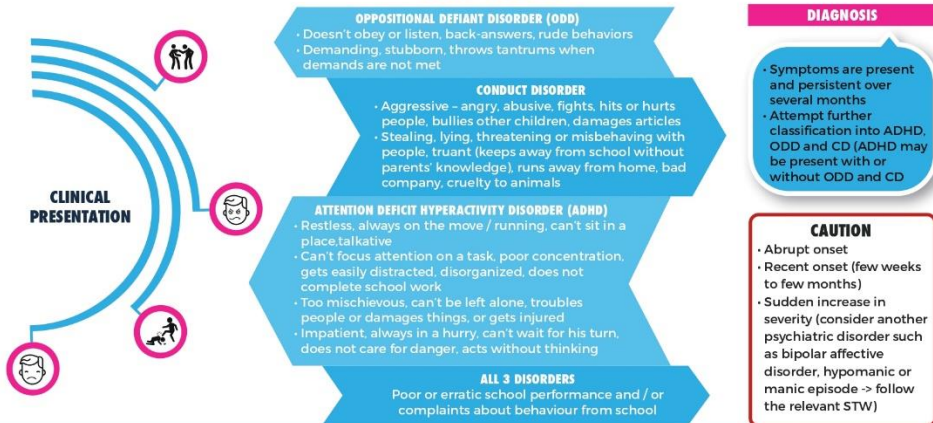 CLINICAL
PRESENTATION
OPPOSITIONAL DEFIANT DISORDER (ODD)
• Doesn't obey or listen, back-answers, rude behaviors
• Demanding, stubborn, throws tantrums when
demands are not met
CONDUCT DISORDER
• Aggressive – angry, abusive, fights, hits or hurts
people, bullies other children, damages articles
• Stealing, lying, threatening or misbehaving with
people, truant (keeps away from school without
parents' knowledge), runs away from home, bad
company, cruelty to animals
ATTENTION DEFICIT HYPERACTIVITY DISORDER (ADHD)
• Restless, always on the move / running, can't sit in a
place,talkative
• Can't focus attention on a task, poor concentration,
gets easily distracted, disorganized, does not
complete school work
• Too mischievous, can't be left alone, troubles
people or damages things, or gets injured
• Impatient, always in a hurry, can't wait for his turn,
does not care for danger, acts without thinking
ALL 3 DISORDERS
Poor or erratic school performance and / or
complaints about behaviour from school
DIAGNOSIS
• Symptoms are present
and persistent over
several months
• Attempt further
classification into ADHD,
ODD and CD (ADHD may
be present with or
without ODD and CD)
CAUTION
• Abrupt onset
• Recent onset (few weeks
to few months)
• Sudden increase in
severity (consider another
psychiatric disorder such
as bipolar affective
disorder, hypomanic or
manic episode -> follow
the relevant STW)